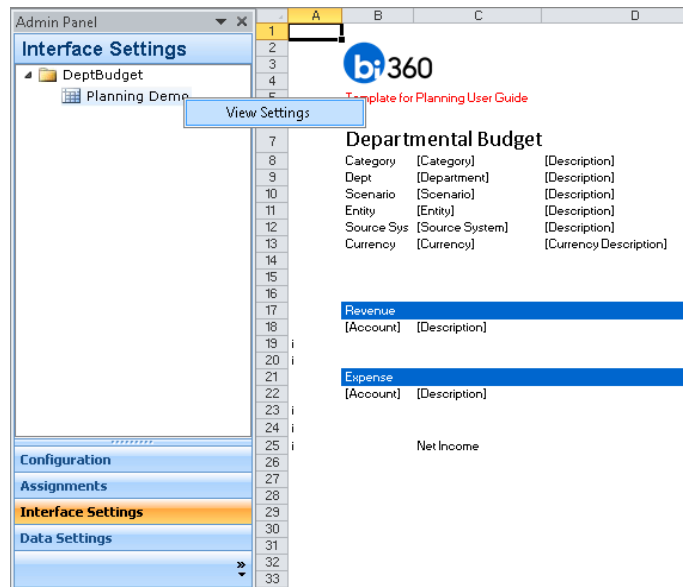 Admin Panel
Interface Settings
DeptBudget
Planning Demo
View Settings
Configuration
Assignments
Interface Settings
Data Settings
»
A B C D
1
2
3
4 bi360
5 Template for Planning User Guide
7 Departmental Budget
8 Category [Category] [Description]
9 Dept [Department] [Description]
10 Scenario [Scenario] [Description]
11 Entity [Entity] [Description]
12 Source Sys [Source System] [Description]
13 Currency [Currency] [Currency Description]
14
15
16
17 Revenue
18 [Account] [Description]
19 i
20 i
21 Expense
22 [Account] [Description]
23 i
24 i
25 i Net Income
26
27
28
29
30
31
32
33